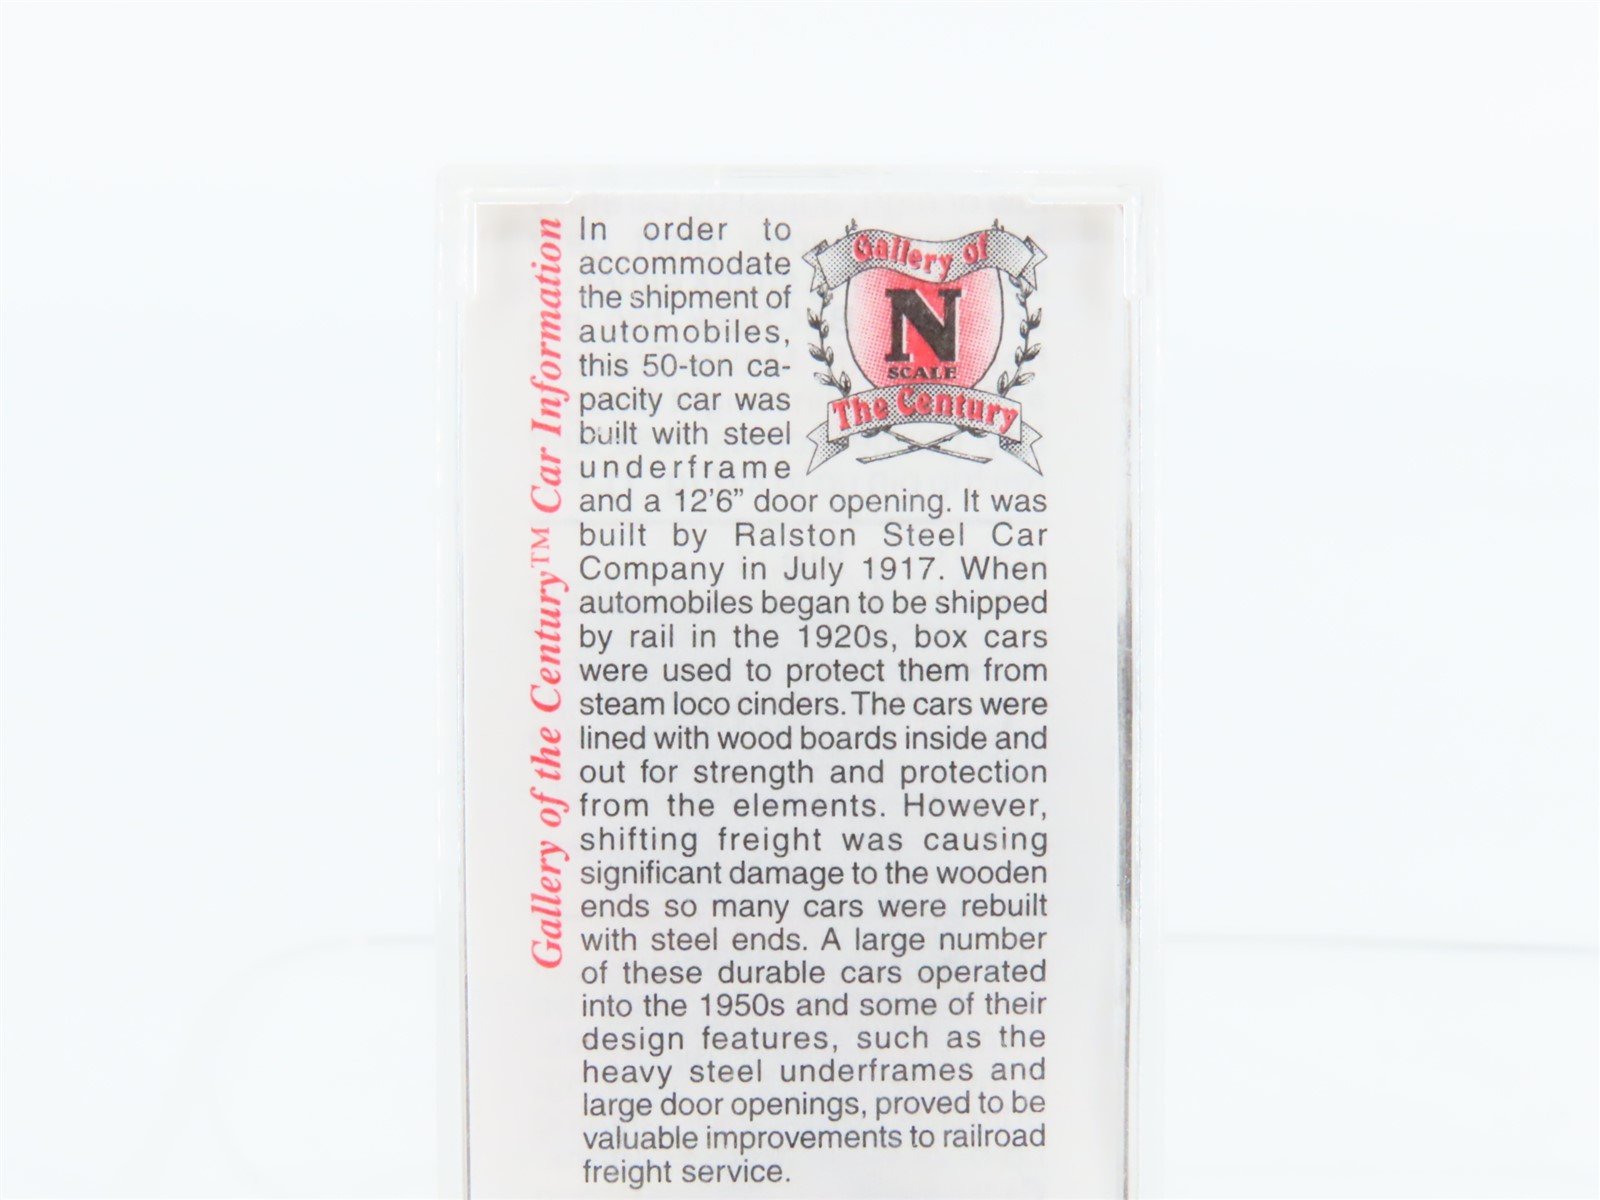 Gallery of the Century™ Car Information
In order to
accommodate
the shipment of
automobiles,
this 50-ton ca-
pacity car was
built with steel
underframe
and a 12'6” door opening. It was
built by Ralston Steel Car
Company in July 1917. When
automobiles began to be shipped
by rail in the 1920s, box cars
were used to protect them from
steam loco cinders. The cars were
lined with wood boards inside and
out for strength and protection
from the elements. However,
shifting freight was causing
significant damage to the wooden
ends so many cars were rebuilt
with steel ends. A large number
of these durable cars operated
into the 1950s and some of their
design features, such as the
heavy steel underframes and
large door openings, proved to be
valuable improvements to railroad
freight service.
Gallery of
N
SCALE
The Century